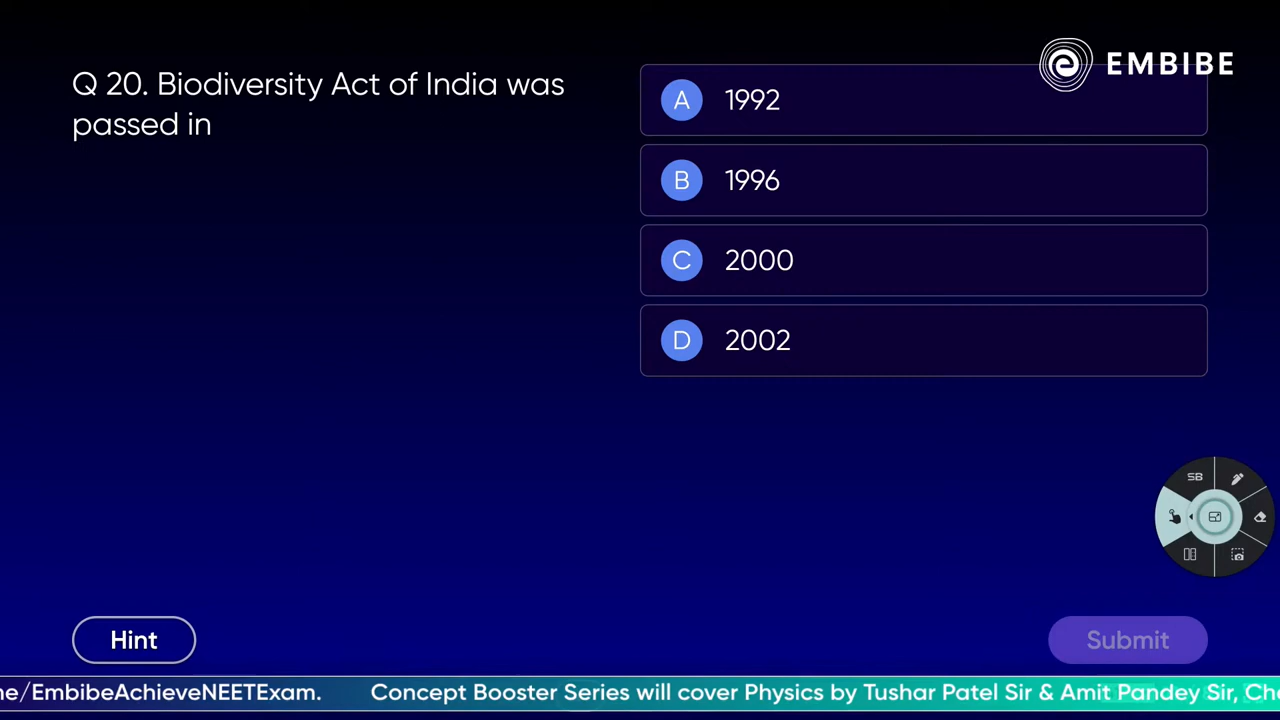 EMBIBE
Q 20. Biodiversity Act of India was
passed in
A 1992
B 1996
C 2000
D 2002
SB
Hint
Submit
ne/EmbibeAchieveNEETExam. Concept Booster Series will cover Physics by Tushar Patel Sir & Amit Pandey Sir, Che